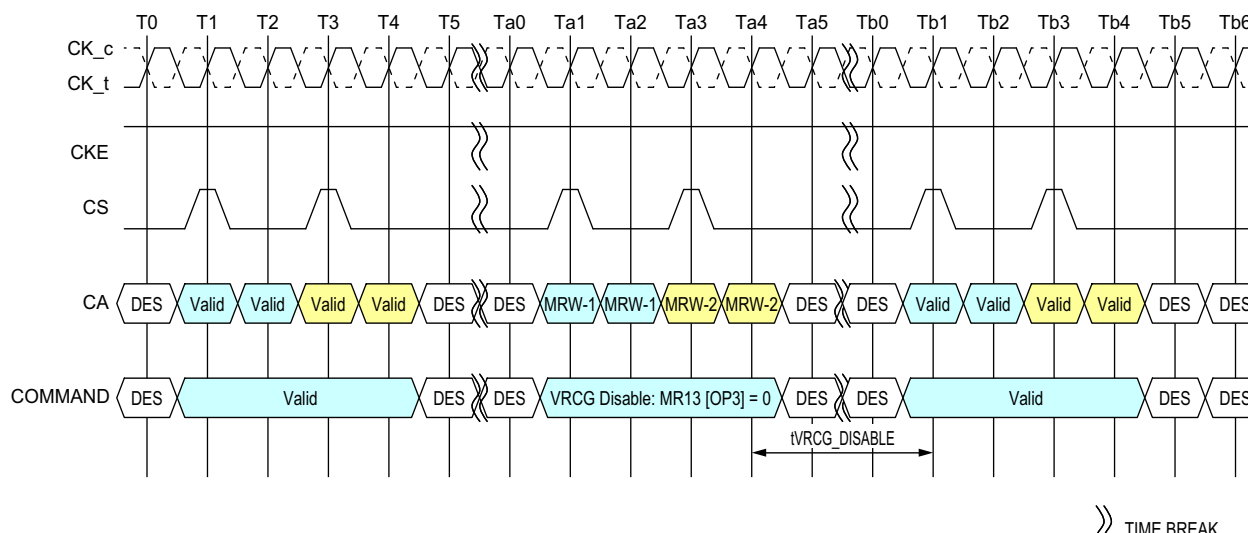 T0 T1 T2 T3 T4 T5 Ta0 Ta1 Ta2 Ta3 Ta4 Ta5 Tb0 Tb1 Tb2 Tb3 Tb4 Tb5 Tb6
CK_c
CK_t
CKE
CS
CA DES Valid Valid Valid Valid DES DES MRW-1 MRW-1 MRW-2 MRW-2 DES DES Valid Valid Valid Valid DES DES
COMMAND DES Valid DES DES VRCG Disable: MR13 [OP3] = 0 DES DES Valid DES DES
tVRCG_DISABLE
TIME BREAK